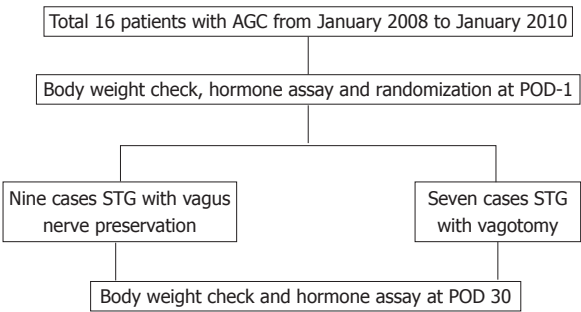 Total 16 patients with AGC from January 2008 to January 2010
Body weight check, hormone assay and randomization at POD-1
Nine cases STG with vagus
nerve preservation
Seven cases STG
with vagotomy
Body weight check and hormone assay at POD 30